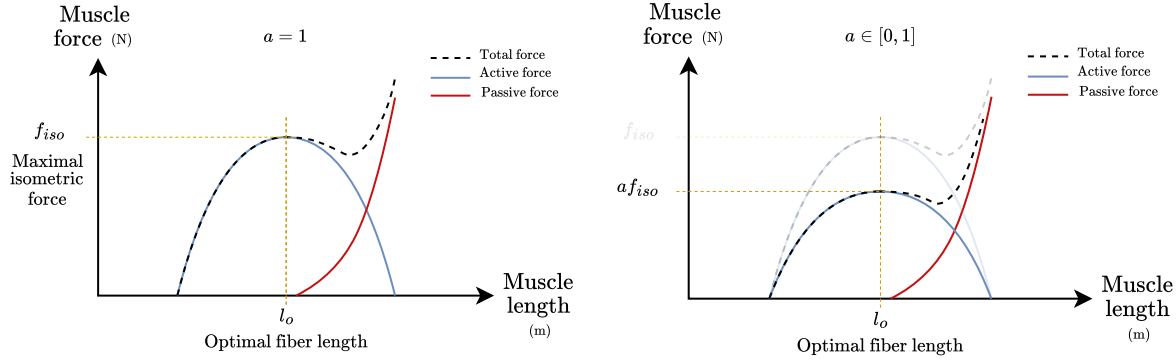 Muscle
force (N)
a = 1
Total force
Active force
Passive force
f_iso
Maximal
isometric
force
l_o
Optimal fiber length
Muscle
length
(m)
Muscle
force (N)
a ∈ [0, 1]
Total force
Active force
Passive force
f_iso
af_iso
l_o
Optimal fiber length
Muscle
length
(m)